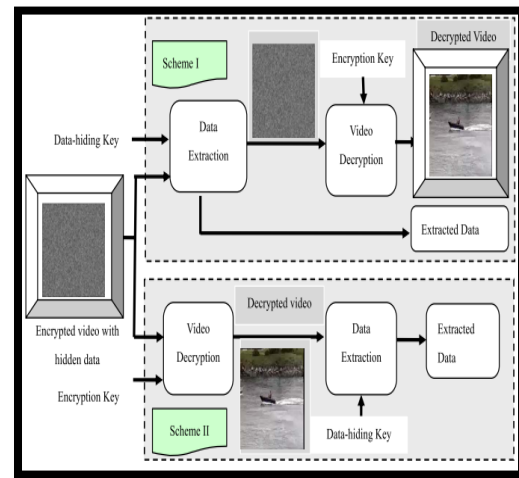 Decrypted Video
Scheme I
Encryption Key
Data-hiding Key
Data
Extraction
Video
Decryption
Extracted Data
Encrypted video with
hidden data
Encryption Key
Video
Decryption
Decrypted video
Data
Extraction
Extracted
Data
Scheme II
Data-hiding Key